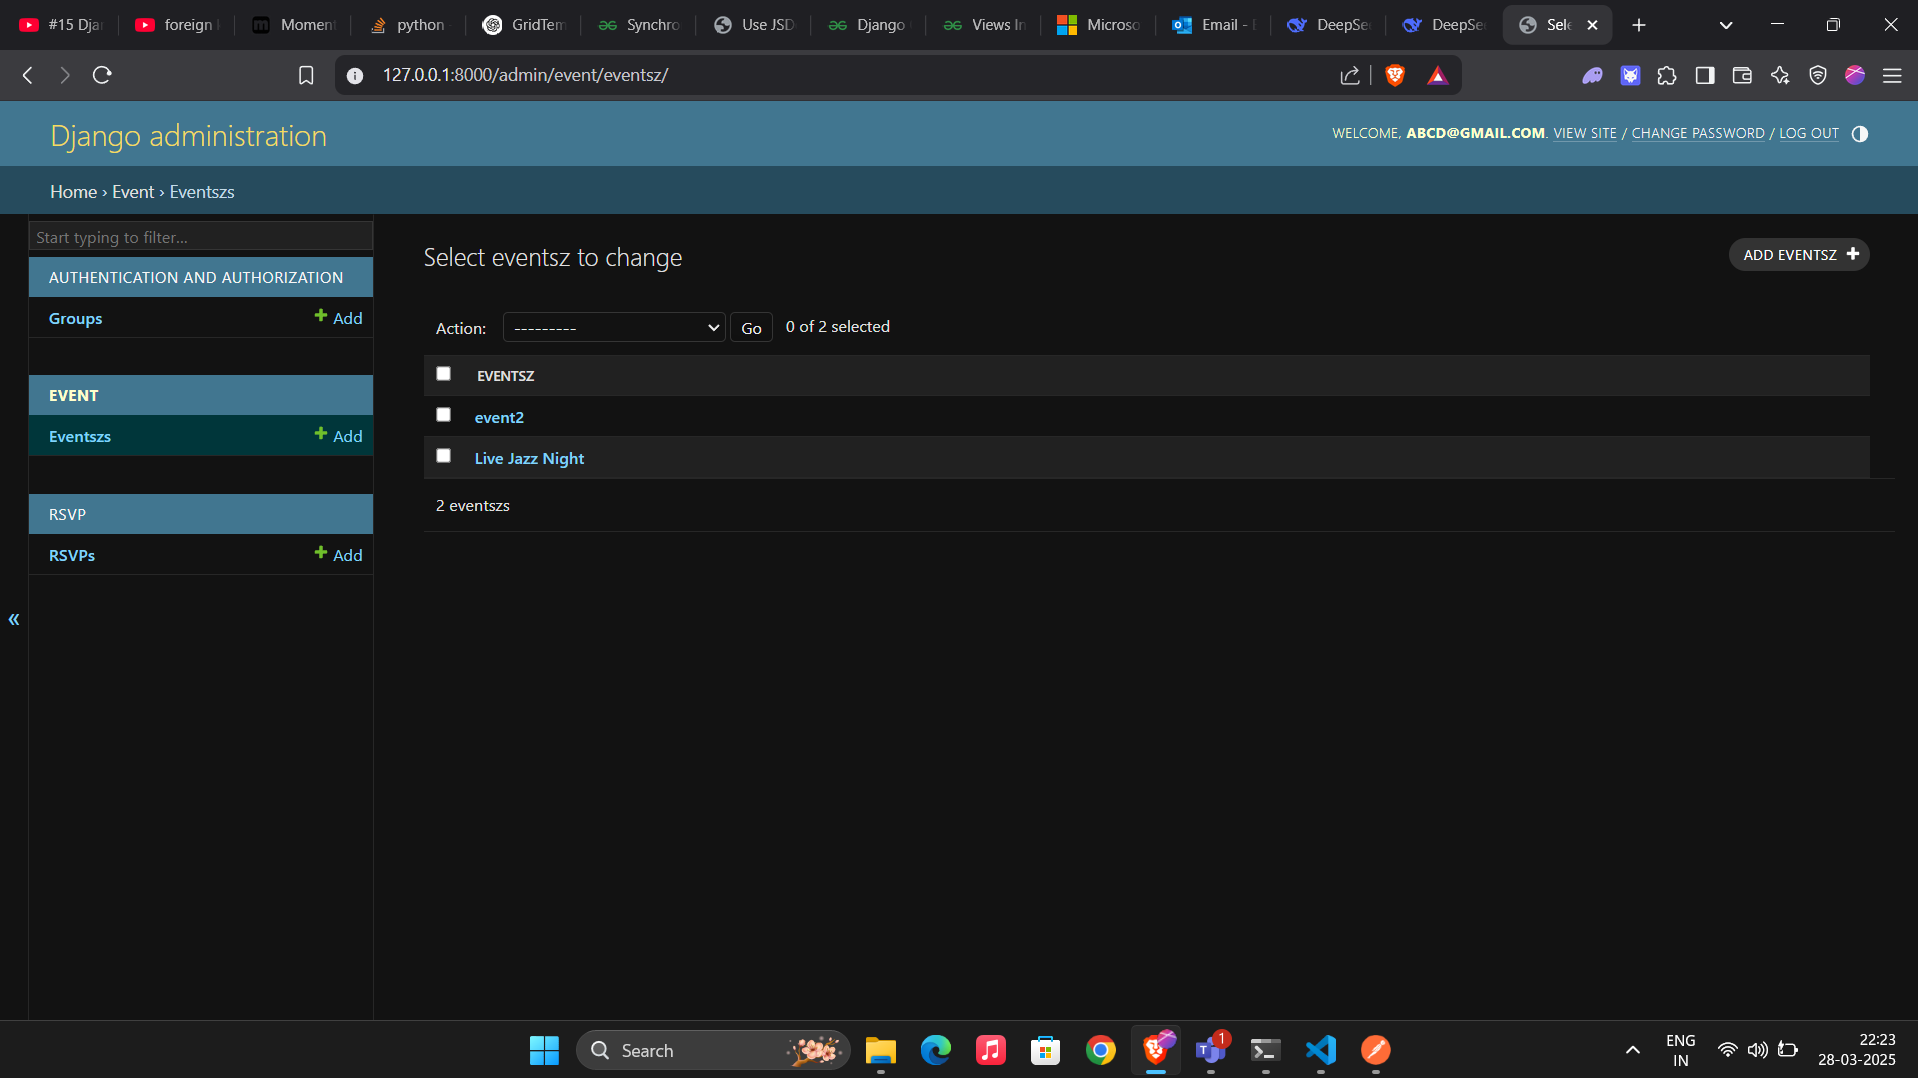 #15 Djan
foreign k
Moment
python -
GridTem
Synchro
Use JSD
Django
Views In
Microso
Email -
DeepSee
DeepSee
Sele
127.0.0.1:8000/admin/event/eventsz/
Django administration
WELCOME, ABCD@GMAIL.COM. VIEW SITE / CHANGE PASSWORD / LOG OUT
Home › Event › Eventszs
Start typing to filter...
AUTHENTICATION AND AUTHORIZATION
Groups + Add
EVENT
Eventszs + Add
RSVP
RSVPs + Add
«
Select eventsz to change
ADD EVENTSZ +
Action: --------- Go 0 of 2 selected
EVENTSZ
event2
Live Jazz Night
2 eventszs
Search
1
ENG
IN
22:23
28-03-2025